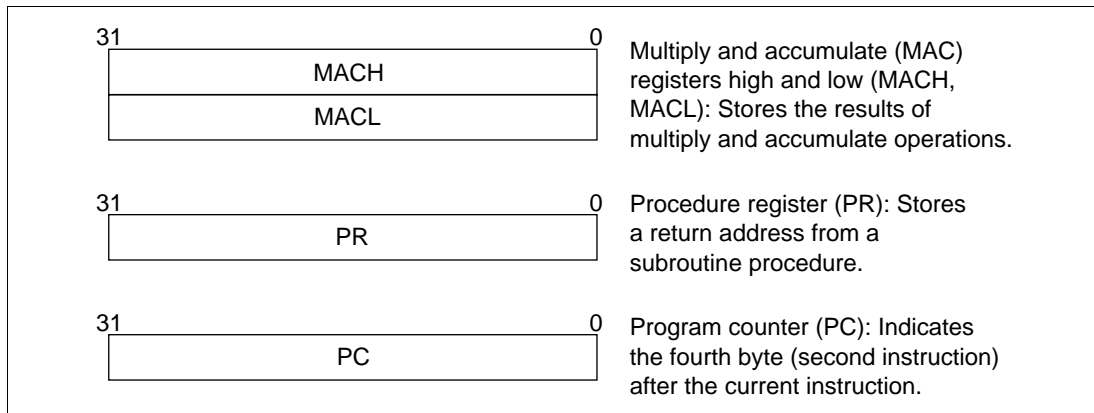 31 0
MACH
MACL
Multiply and accumulate (MAC)
registers high and low (MACH,
MACL): Stores the results of
multiply and accumulate operations.
31 0
PR
Procedure register (PR): Stores
a return address from a
subroutine procedure.
31 0
PC
Program counter (PC): Indicates
the fourth byte (second instruction)
after the current instruction.